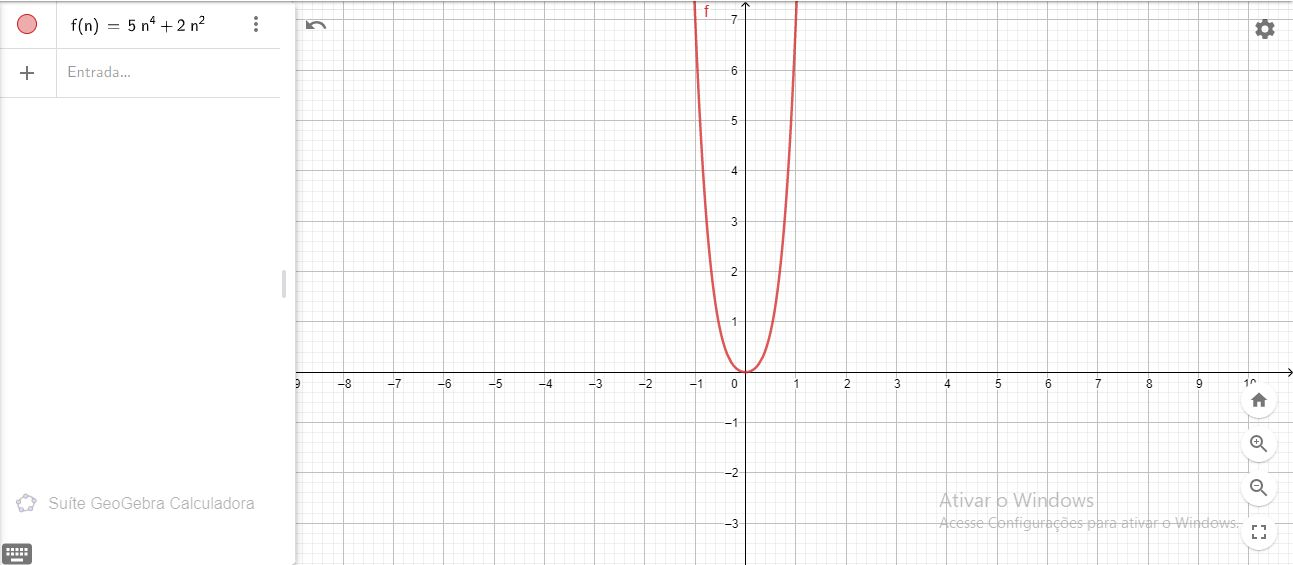 f(n) = 5 n⁴ + 2 n²
Entrada...
f
7
6
5
4
3
2
1
9 −8 −7 −6 −5 −4 −3 −2 −1 0 1 2 3 4 5 6 7 8 9 10
−1
−2
−3
Suíte GeoGebra Calculadora
Ativar o Windows
Acesse Configurações para ativar o Windows.